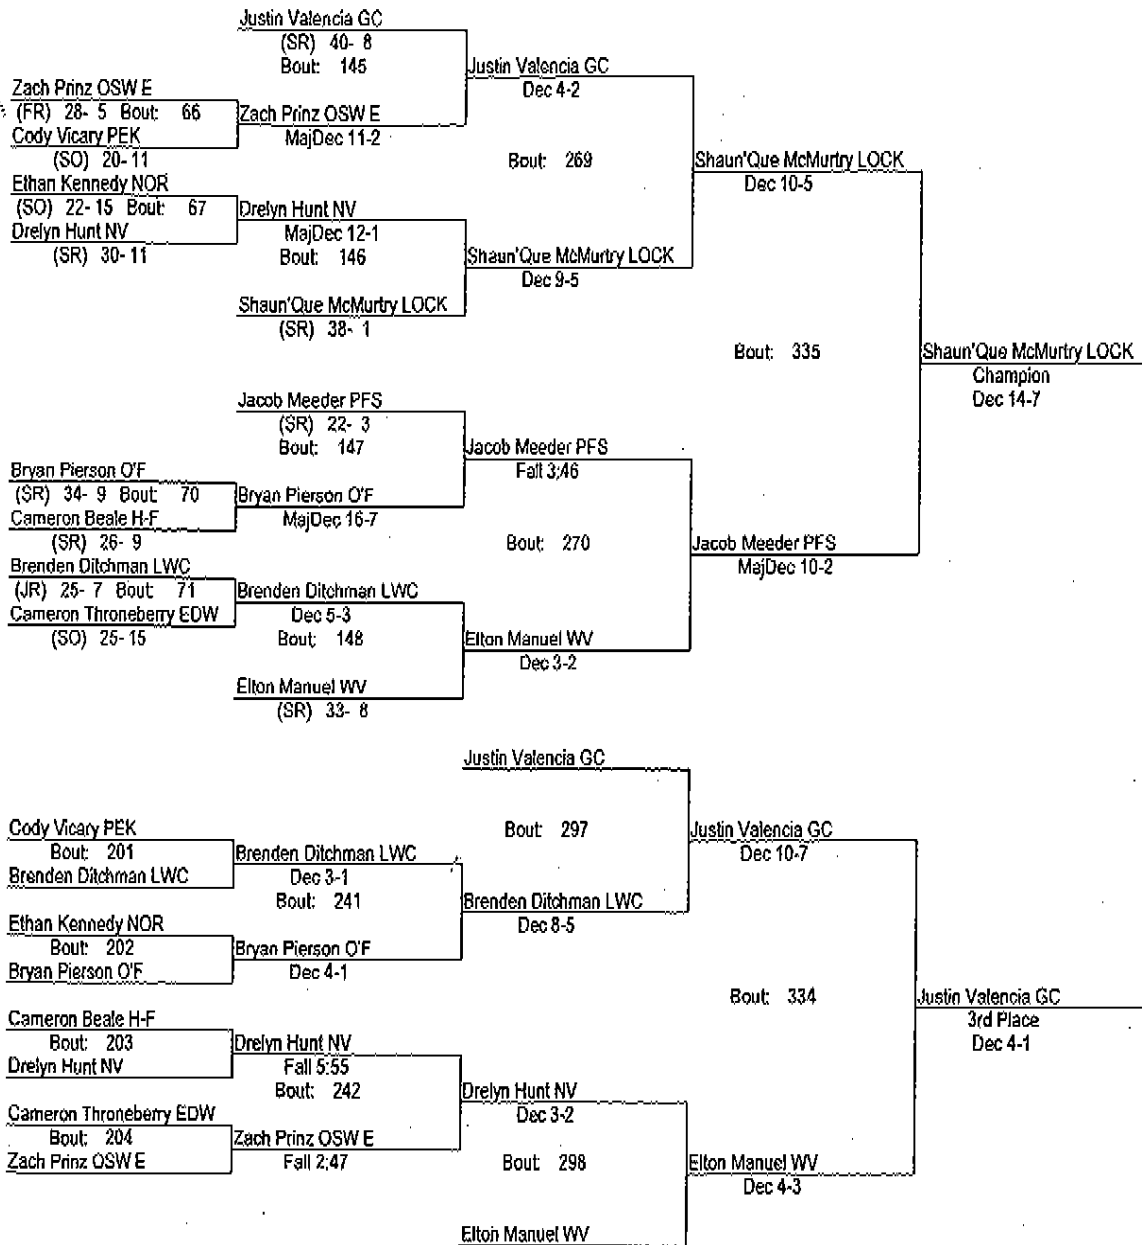 Justin Valencia GC
(SR) 40- 8
Bout: 145
Justin Valencia GC
Dec 4-2
Zach Prinz OSW E
(FR) 28- 5 Bout: 66
Zach Prinz OSW E
MajDec 11-2
Cody Vicary PEK
(SO) 20- 11
Bout: 269
Shaun'Que McMurtry LOCK
Dec 10-5
Ethan Kennedy NOR
(SO) 22- 15 Bout: 67
Drelyn Hunt NV
MajDec 12-1
Bout: 146
Drelyn Hunt NV
(SR) 30- 11
Shaun'Que McMurtry LOCK
Dec 9-5
Shaun'Que McMurtry LOCK
(SR) 38- 1
Bout: 335
Shaun'Que McMurtry LOCK
Champion
Dec 14-7
Jacob Meeder PFS
(SR) 22- 3
Bout: 147
Jacob Meeder PFS
Fall 3:46
Bryan Pierson O'F
(SR) 34- 9 Bout: 70
Bryan Pierson O'F
MajDec 16-7
Cameron Beale H-F
(SR) 26- 9
Bout: 270
Jacob Meeder PFS
MajDec 10-2
Brenden Ditchman LWC
(JR) 25- 7 Bout: 71
Brenden Ditchman LWC
Dec 5-3
Bout: 148
Cameron Throneberry EDW
(SO) 25- 15
Elton Manuel WV
Dec 3-2
Elton Manuel WV
(SR) 33- 8
Justin Valencia GC
Bout: 297
Justin Valencia GC
Dec 10-7
Cody Vicary PEK
Bout: 201
Brenden Ditchman LWC
Brenden Ditchman LWC
Dec 3-1
Bout: 241
Brenden Ditchman LWC
Dec 8-5
Ethan Kennedy NOR
Bout: 202
Bryan Pierson O'F
Bryan Pierson O'F
Dec 4-1
Bout: 334
Justin Valencia GC
3rd Place
Dec 4-1
Cameron Beale H-F
Bout: 203
Drelyn Hunt NV
Drelyn Hunt NV
Fall 5:55
Bout: 242
Drelyn Hunt NV
Dec 3-2
Cameron Throneberry EDW
Bout: 204
Zach Prinz OSW E
Zach Prinz OSW E
Fall 2:47
Bout: 298
Elton Manuel WV
Dec 4-3
Elton Manuel WV